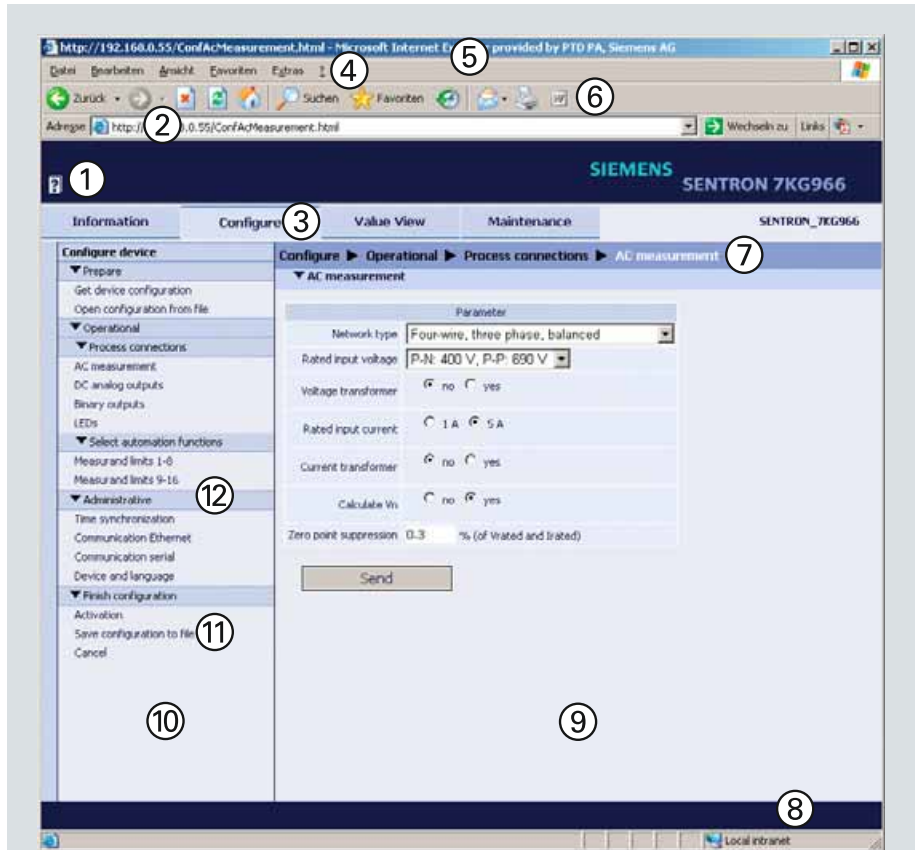 http://192.168.0.55/ConfAcMeasurement.html - Microsoft Internet E ⑤ provided by PTD PA, Siemens AG
Datei Bearbeiten Ansicht Favoriten Extras ? ④
Zurück Suchen Favoriten ⑥
Adresse http:// ② .0.55/ConfAcMeasurement.html Wechseln zu Links
? ① SIEMENS
SENTRON 7KG966
Information Configure ③ Value View Maintenance SENTRON_7KG966
Configure device
Prepare
Get device configuration
Open configuration from file
Operational
Process connections
AC measurement
DC analog outputs
Binary outputs
LEDs
Select automation functions
Measurand limits 1-8
Measurand limits 9-16
⑫
Administrative
Time synchronization
Communication Ethernet
Communication serial
Device and language
Finish configuration
Activation
Save configuration to file ⑪
Cancel
⑩
Configure ▶ Operational ▶ Process connections ▶ AC measurement ⑦
AC measurement
Parameter
Network type Four-wire, three phase, balanced
Rated input voltage P-N: 400 V, P-P: 690 V
Voltage transformer no yes
Rated input current 1 A 5 A
Current transformer no yes
Calculate Vn no yes
Zero point suppression 0.3 % (of Vrated and Irated)
Send
⑨
⑧
Local intranet